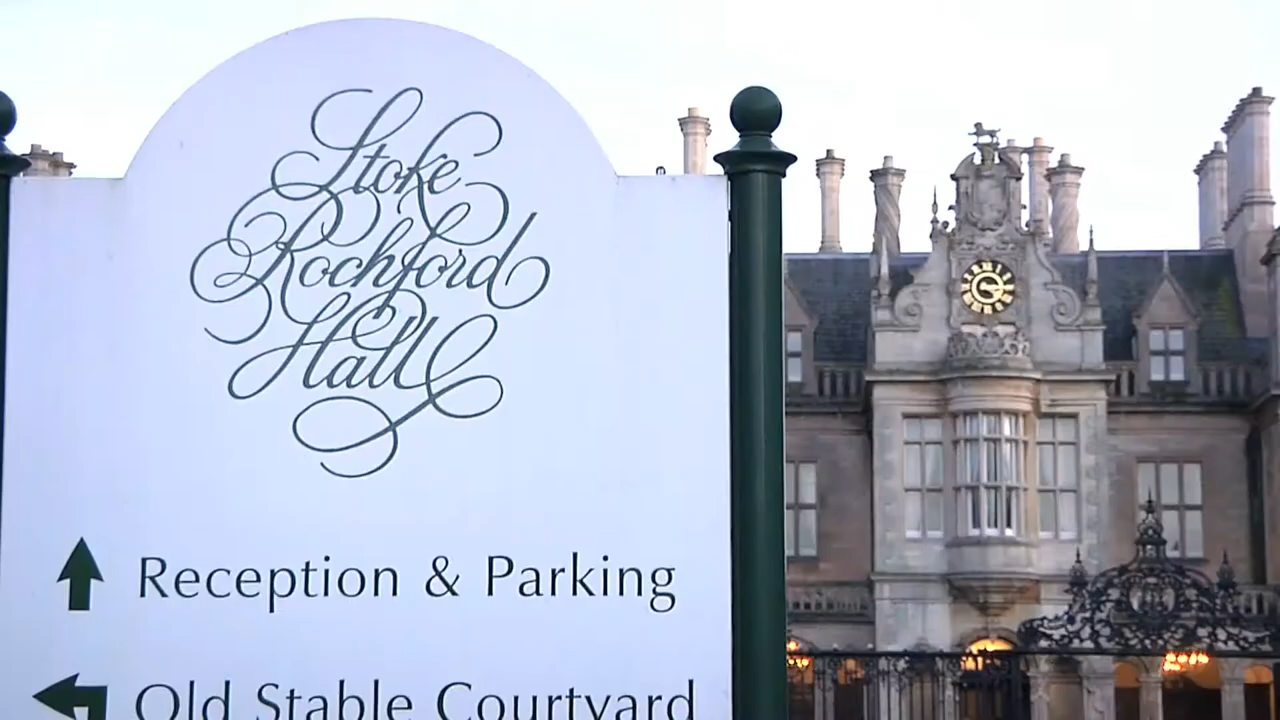 Stoke
Rochford
Hall
Reception & Parking
Old Stable Courtyard